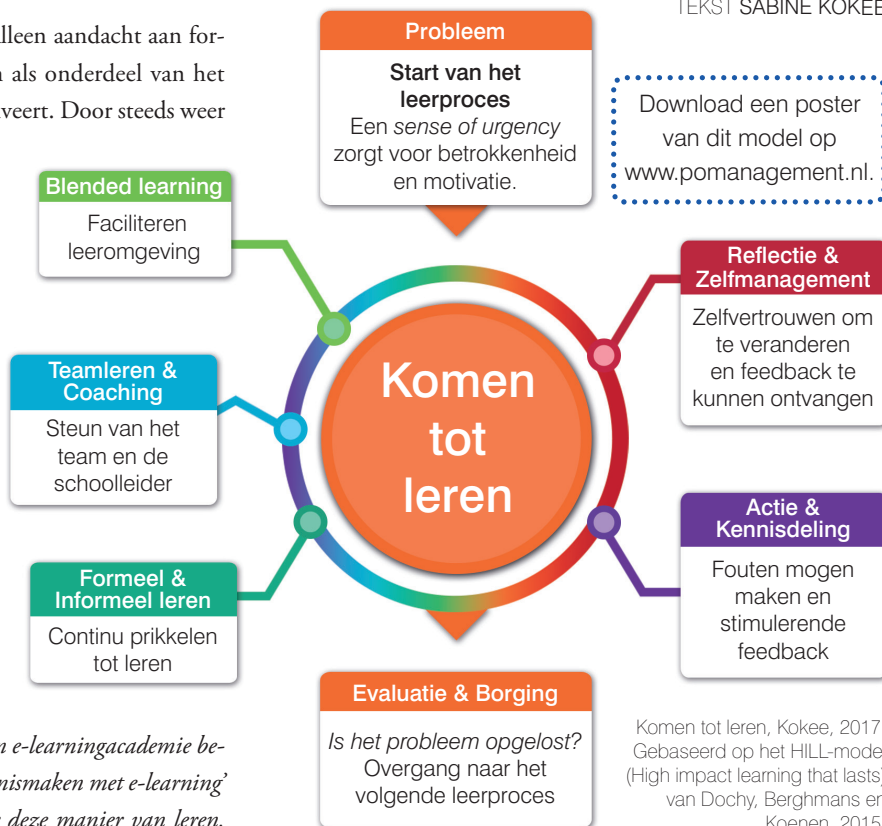 TEKST SABINE KOKEE
lleen aandacht aan for-
als onderdeel van het
veert. Door steeds weer
Probleem
Start van het
leerproces
Een sense of urgency
zorgt voor betrokkenheid
en motivatie.
Download een poster
van dit model op
www.pomanagement.nl.
Blended learning
Faciliteren
leeromgeving
Reflectie &
Zelfmanagement
Zelfvertrouwen om
te veranderen
en feedback te
kunnen ontvangen
Teamleren &
Coaching
Steun van het
team en de
schoolleider
Komen
tot
leren
Actie &
Kennisdeling
Fouten mogen
maken en
stimulerende
feedback
Formeel &
Informeel leren
Continu prikkelen
tot leren
Evaluatie & Borging
Is het probleem opgelost?
Overgang naar het
volgende leerproces
e-learningacademie be-
nismaken met e-learning’
deze manier van leren.
Komen tot leren, Kokee, 2017
Gebaseerd op het HILL-mode
(High impact learning that lasts)
van Dochy, Berghmans en
Koenen, 2015